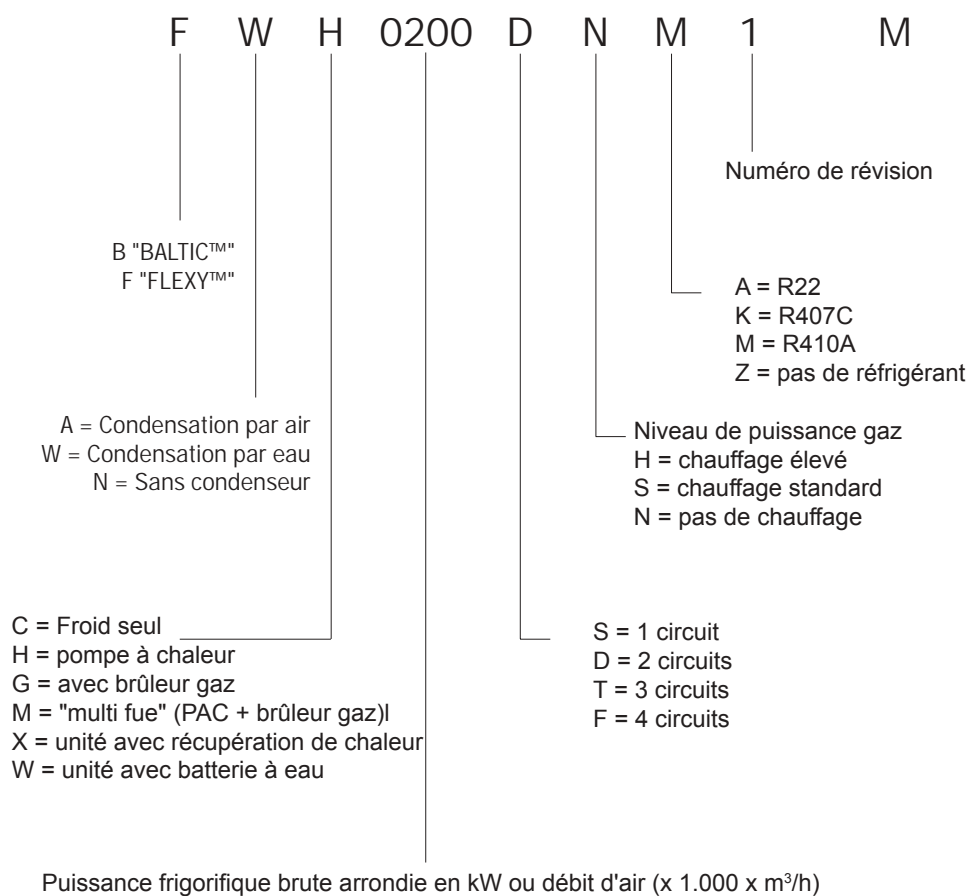 F W H 0200 D N M 1 M
Numéro de révision
B "BALTIC™"
F "FLEXY™"
A = R22
K = R407C
M = R410A
Z = pas de réfrigérant
A = Condensation par air
W = Condensation par eau
N = Sans condenseur
Niveau de puissance gaz
H = chauffage élevé
S = chauffage standard
N = pas de chauffage
C = Froid seul
H = pompe à chaleur
G = avec brûleur gaz
M = "multi fue" (PAC + brûleur gaz)l
X = unité avec récupération de chaleur
W = unité avec batterie à eau
S = 1 circuit
D = 2 circuits
T = 3 circuits
F = 4 circuits
Puissance frigorifique brute arrondie en kW ou débit d'air (x 1.000 x m³/h)